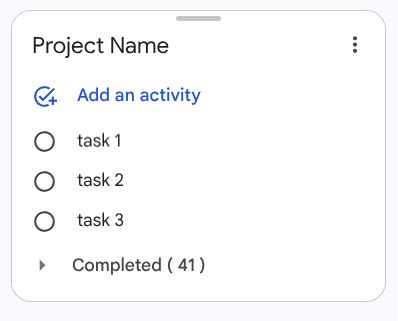 Project Name
Add an activity
task 1
task 2
task 3
Completed ( 41 )